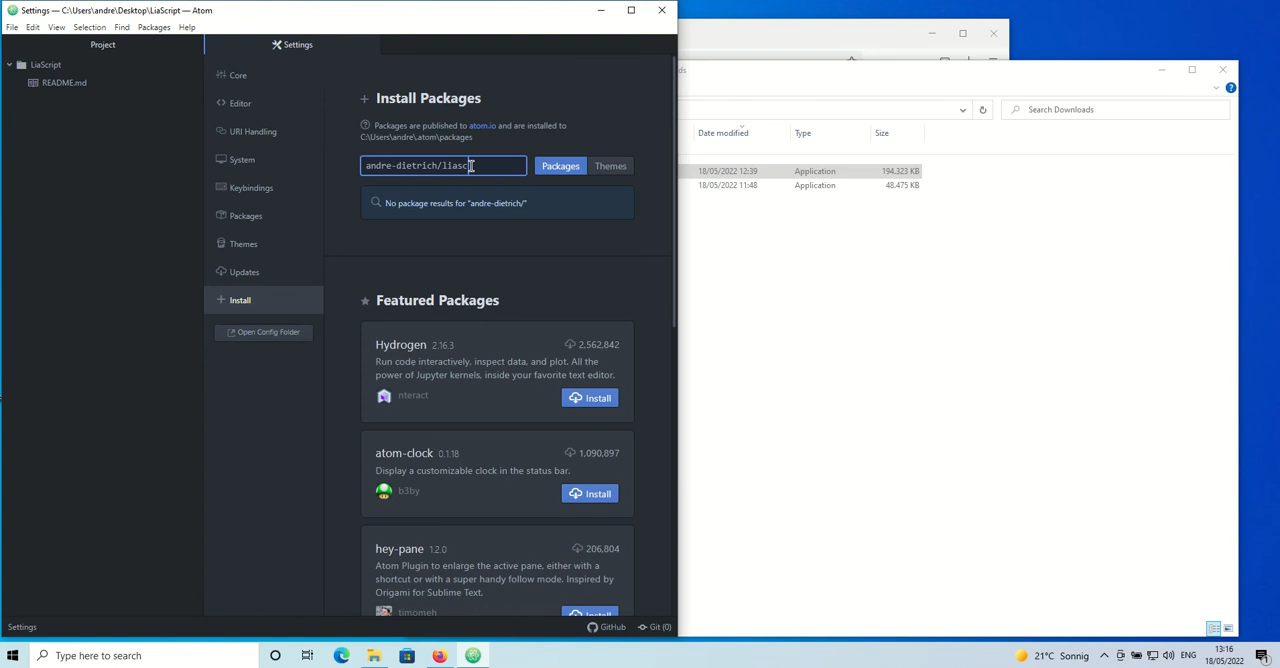 Settings — C:\Users\andre\Desktop\LiaScript — Atom
File Edit View Selection Find Packages Help
Project
Settings
LiaScript
README.md
Core
Editor
URI Handling
System
Keybindings
Packages
Themes
Updates
Install
Open Config Folder
Install Packages
Packages are published to atom.io and are installed to
C:\Users\andre\.atom\packages
andre-dietrich/liasc
Packages Themes
No package results for "andre-dietrich/"
Featured Packages
Hydrogen 2.16.3 2,562,842
Run code interactively, inspect data, and plot. All the
power of Jupyter kernels, inside your favorite text editor.
nteract Install
atom-clock 0.1.18 1,090,897
Display a customizable clock in the status bar.
b3by Install
hey-pane 1.2.0 206,804
Atom Plugin to enlarge the active pane, either with a
shortcut or with a super handy follow mode. Inspired by
Origami for Sublime Text.
timomeh Install
Settings GitHub Git (0)
ds
Search Downloads
Date modified Type Size
18/05/2022 12:39 Application 194.323 KB
18/05/2022 11:48 Application 48.475 KB
Type here to search
21°C Sonnig ENG 13:16
18/05/2022
1